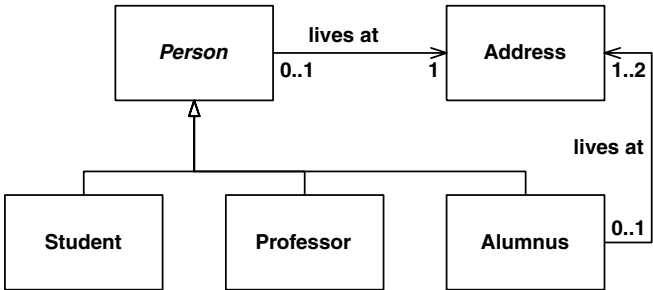 lives at
Person
Address
0..1
1
1..2
lives at
Student
Professor
Alumnus
0..1